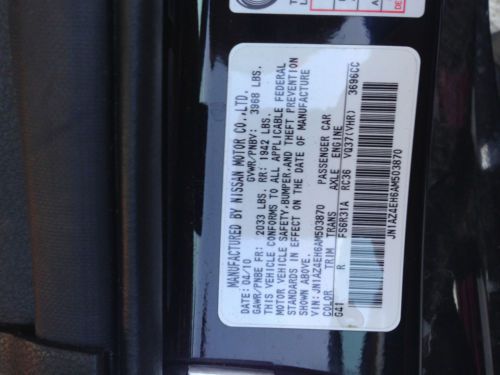 MANUFACTURED BY NISSAN MOTOR CO.,LTD.
DATE: 04/10 GVWR/PNBV: 3968 LBS.
GAWR/PNBE FR: 2033 LBS. RR: 1942 LBS.
THIS VEHICLE CONFORMS TO ALL APPLICABLE FEDERAL
MOTOR VEHICLE SAFETY,BUMPER,AND THEFT PREVENTION
STANDARDS IN EFFECT ON THE DATE OF MANUFACTURE
SHOWN ABOVE.
VIN: JN1AZ4EH6AM503870 PASSENGER CAR
COLOR TRIM TRANS AXLE ENGINE
G41 R FS6R31A RC36 VQ37(VHR) 3696CC
JN1AZ4EH6AM503870